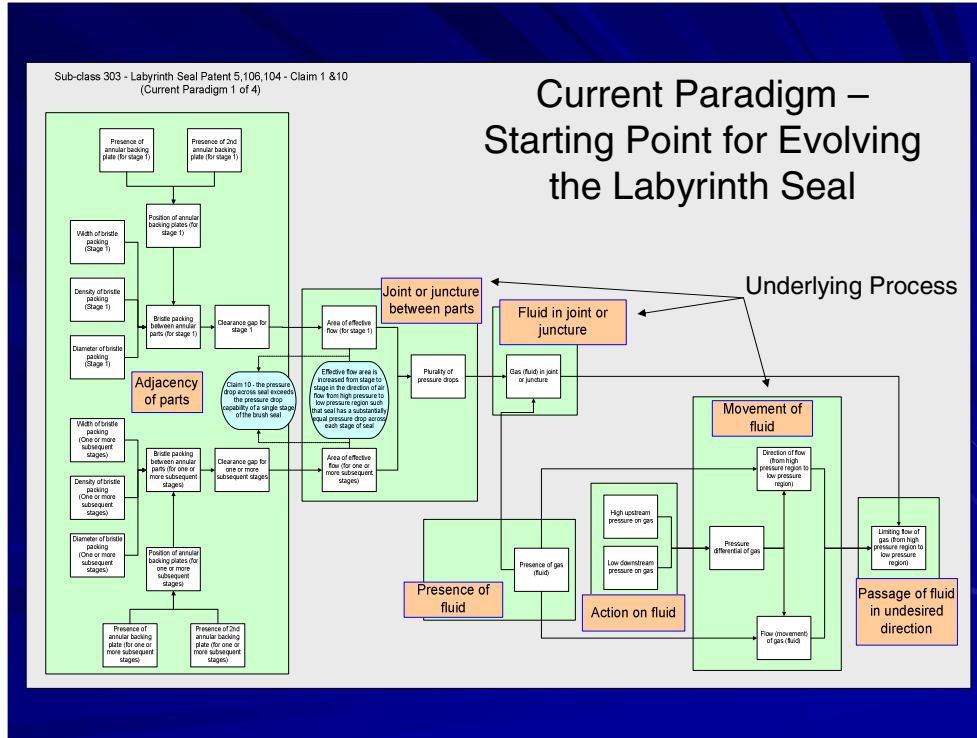 Sub-class 303 - Labyrinth Seal Patent 5,106,104 - Claim 1 &10
(Current Paradigm 1 of 4)
Current Paradigm –
Starting Point for Evolving
the Labyrinth Seal
Presence of
annular backing
plate (for stage 1)
Presence of 2nd
annular backing
plate (for stage 1)
Position of annular
backing plates (for
stage 1)
Width of bristle
packing
(Stage 1)
Density of bristle
packing
(Stage 1)
Diameter of bristle
packing
(Stage 1)
Bristle packing
between annular
parts (for stage 1)
Clearance gap for
stage 1
Adjacency
of parts
Width of bristle
packing
(One or more
subsequent
stages)
Density of bristle
packing
(One or more
subsequent
stages)
Diameter of bristle
packing
(One or more
subsequent
stages)
Bristle packing
between annular
parts (for one or
more subsequent
stages)
Clearance gap for
one or more
subsequent stages
Position of annular
backing plates (for
one or more
subsequent
stages)
Presence of
annular backing
plate (for one or
more subsequent
stages)
Presence of 2nd
annular backing
plate (for one or
more subsequent
stages)
Claim 10 - the pressure
drop across seal exceeds
the pressure drop
capability of a single stage
of the brush seal
Joint or juncture
between parts
Area of effective
flow (for stage 1)
Effective flow area is
increased from stage to
stage in the direction of air
flow from high pressure to
low pressure region such
that seal has a substantially
equal pressure drop across
each stage of seal
Area of effective
flow (for one or
more subsequent
stages)
Plurality of
pressure drops
Fluid in joint or
juncture
Gas (fluid) in joint
or juncture
Underlying Process
Presence of gas
(fluid)
Presence of
fluid
High upstream
pressure on gas
Low downstream
pressure on gas
Action on fluid
Movement of
fluid
Direction of flow
(from high
pressure region to
low pressure
region)
Pressure
differential of gas
Flow (movement)
of gas (fluid)
Limiting flow of
gas (from high
pressure region to
low pressure
region)
Passage of fluid
in undesired
direction